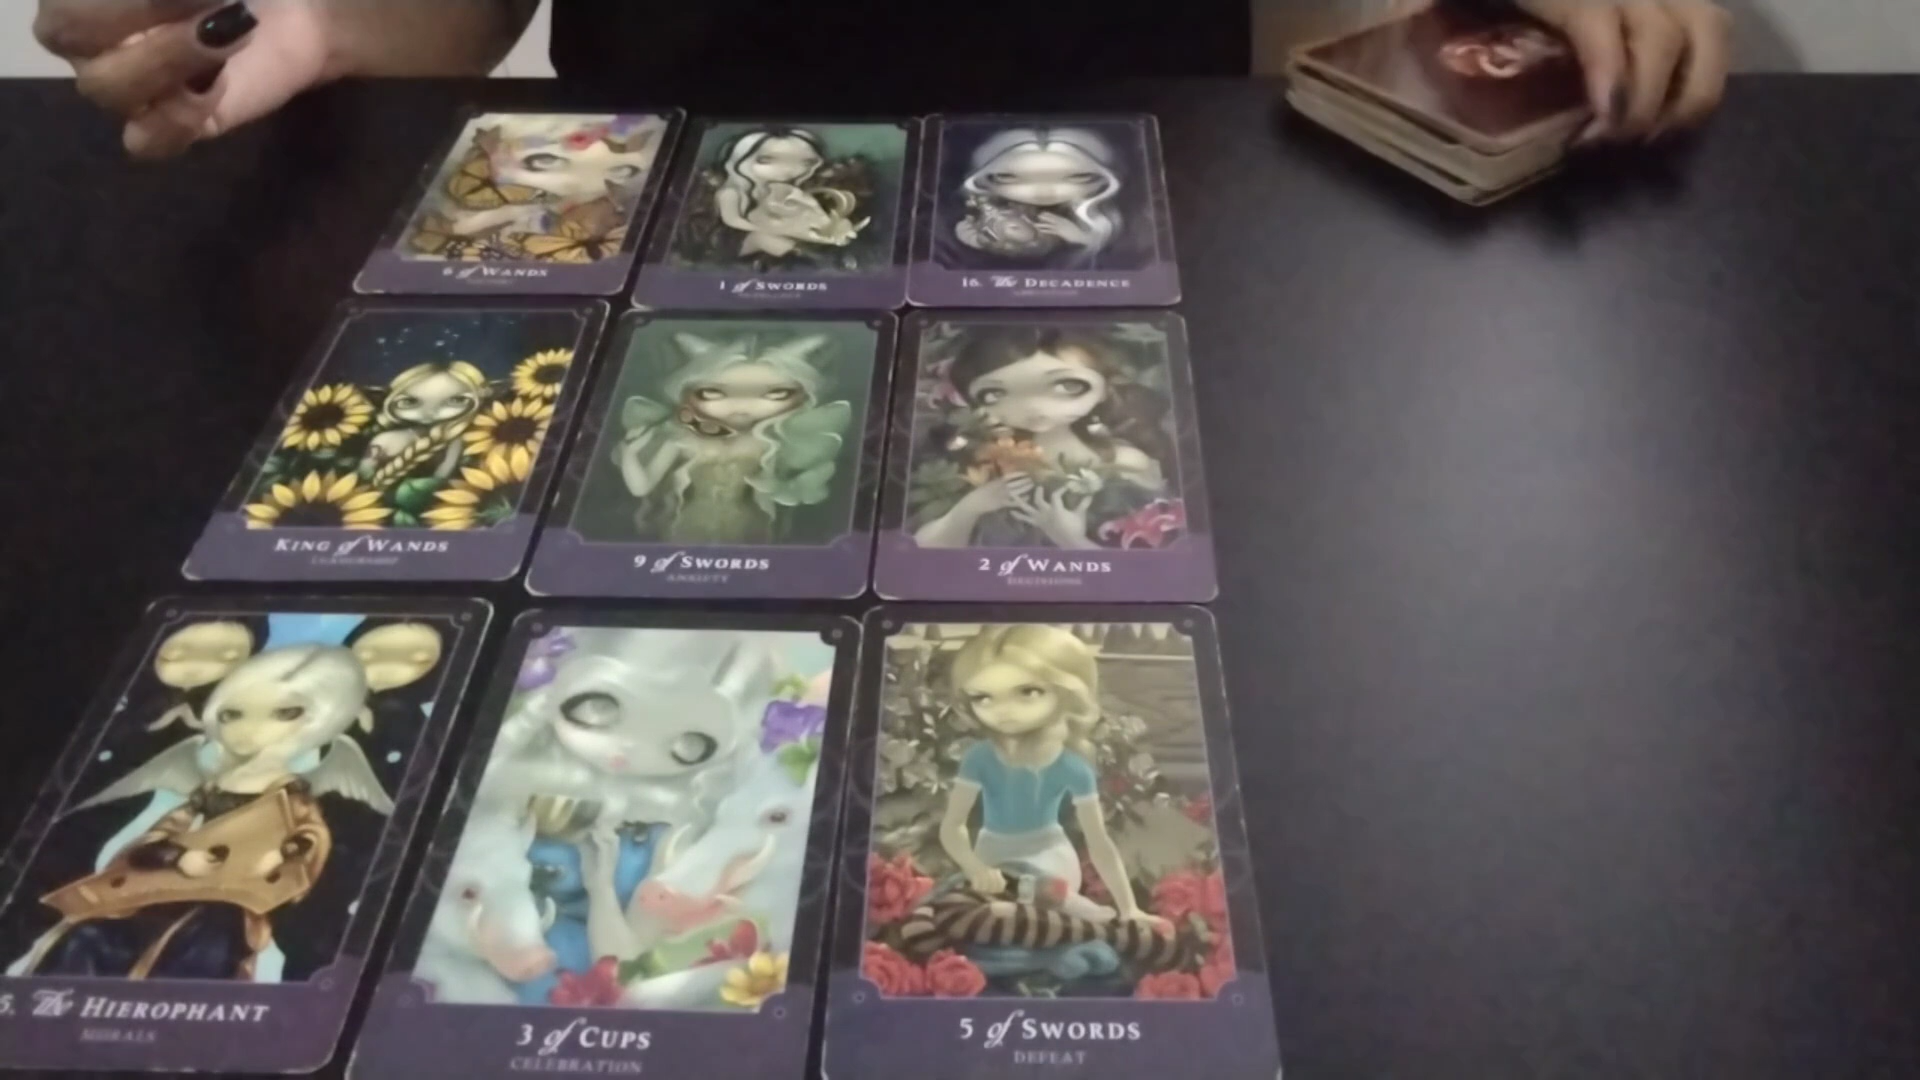 6 of Wands
1 of Swords
16. The Decadence
King of Wands
Leadership
9 of Swords
Anxiety
2 of Wands
Decisions
5. The Hierophant
Morals
3 of Cups
Celebration
5 of Swords
Defeat